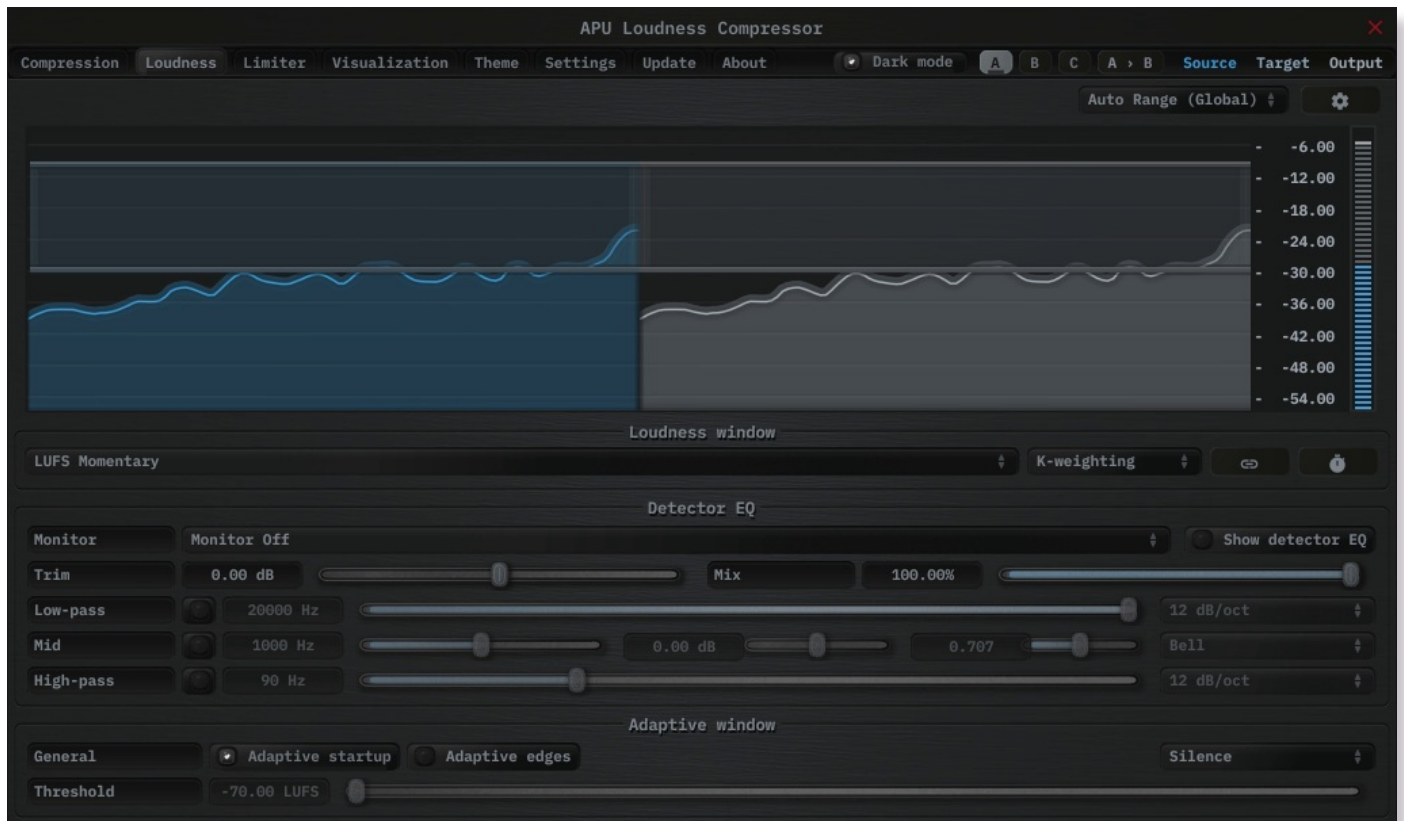 APU Loudness Compressor
Compression Loudness Limiter Visualization Theme Settings Update About Dark mode A B C A › B Source Target Output
Auto Range (Global)
- -6.00
- -12.00
- -18.00
- -24.00
- -30.00
- -36.00
- -42.00
- -48.00
- -54.00
Loudness window
LUFS Momentary K-weighting
Detector EQ
Monitor Monitor Off Show detector EQ
Trim 0.00 dB Mix 100.00%
Low-pass 20000 Hz 12 dB/oct
Mid 1000 Hz 0.00 dB 0.707 Bell
High-pass 90 Hz 12 dB/oct
Adaptive window
General Adaptive startup Adaptive edges Silence
Threshold -70.00 LUFS